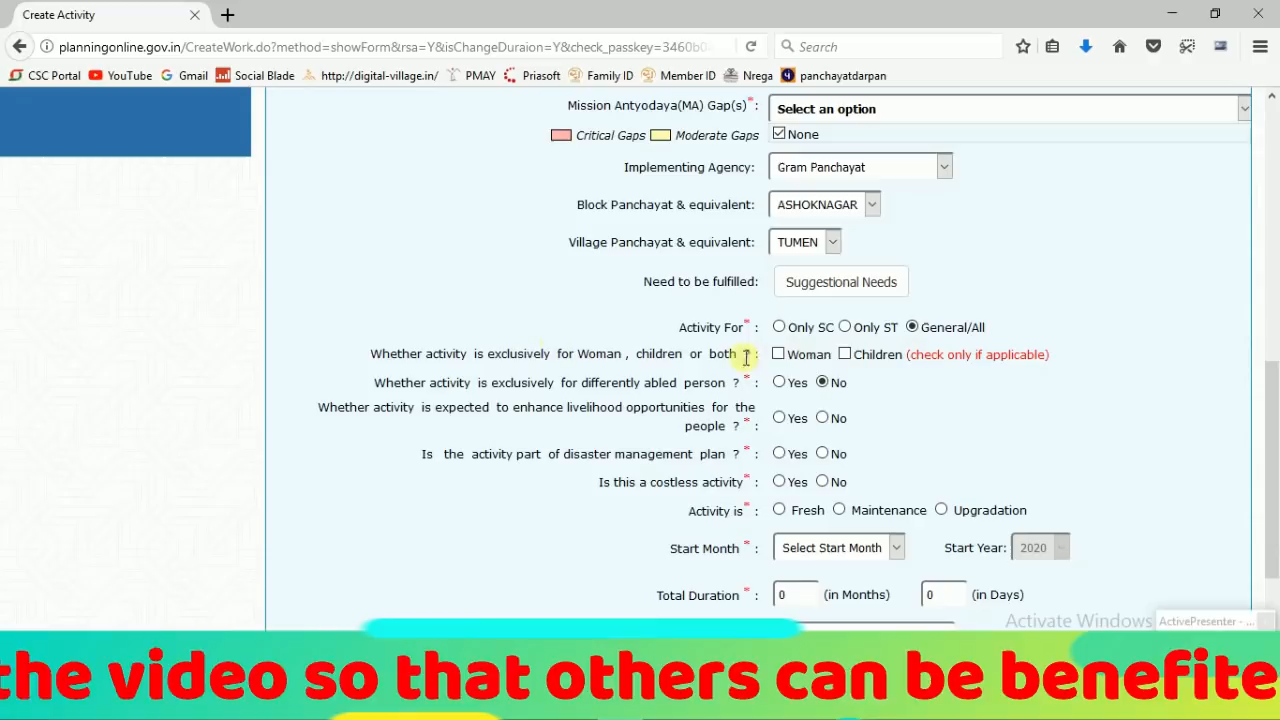 Create Activity
planningonline.gov.in/CreateWork.do?method=showForm&rsa=Y&isChangeDuraion=Y&check_passkey=3460b0
Search
CSC Portal YouTube Gmail Social Blade http://digital-village.in/ PMAY Priasoft Family ID Member ID Nrega panchayatdarpan
Mission Antyodaya(MA) Gap(s)*: Select an option
Critical Gaps Moderate Gaps None
Implementing Agency: Gram Panchayat
Block Panchayat & equivalent: ASHOKNAGAR
Village Panchayat & equivalent: TUMEN
Need to be fulfilled: Suggestional Needs
Activity For * : Only SC Only ST General/All
Whether activity is exclusively for Woman , children or both ? : Woman Children (check only if applicable)
Whether activity is exclusively for differently abled person ? * : Yes No
Whether activity is expected to enhance livelihood opportunities for the
people ? * : Yes No
Is the activity part of disaster management plan ? * : Yes No
Is this a costless activity * : Yes No
Activity is * : Fresh Maintenance Upgradation
Start Month * : Select Start Month Start Year: 2020
Total Duration * : 0 (in Months) 0 (in Days)
Activate Windows
ActivePresenter - ...
the video so that others can be benefite